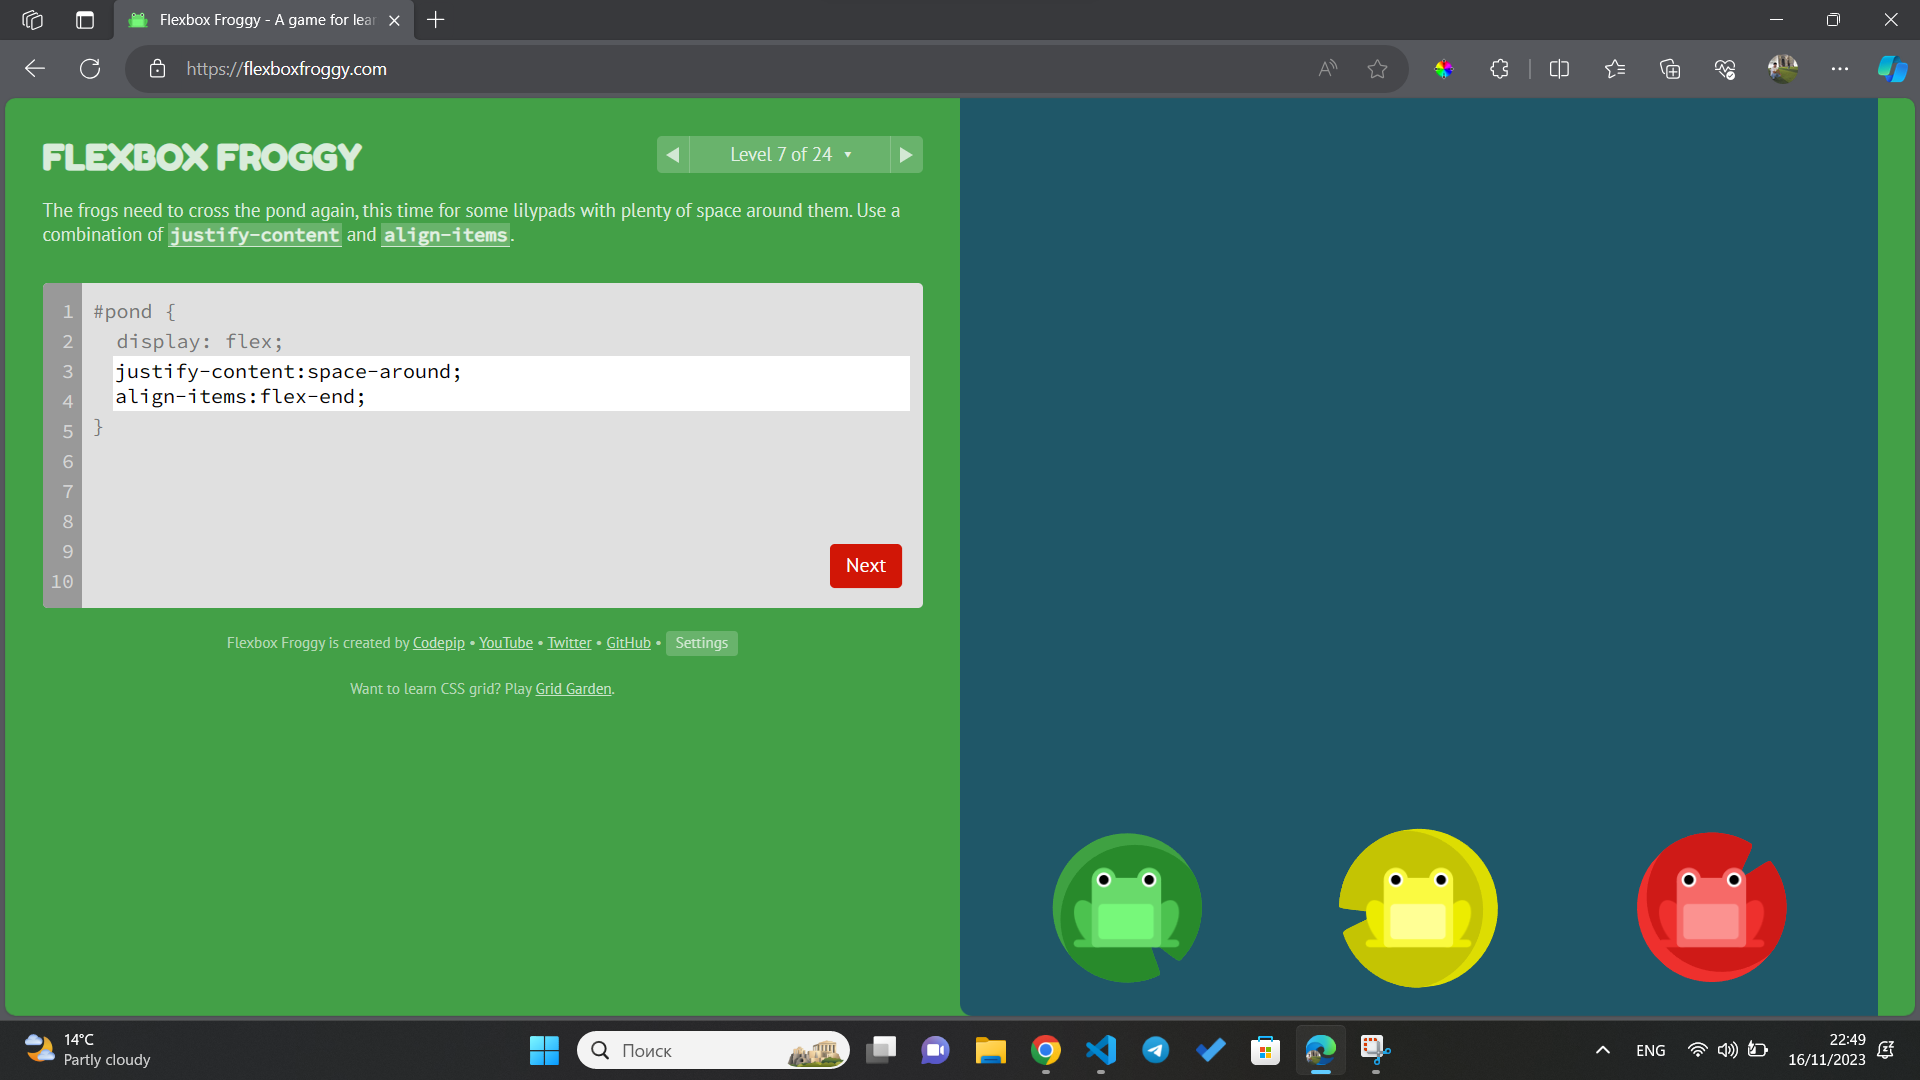 Flexbox Froggy - A game for lear
https://flexboxfroggy.com
FLEXBOX FROGGY
Level 7 of 24
The frogs need to cross the pond again, this time for some lilypads with plenty of space around them. Use a
combination of justify-content and align-items.
1 #pond {
2 display: flex;
3 justify-content:space-around;
4 align-items:flex-end;
5 }
6
7
8
9
10
Next
Flexbox Froggy is created by Codepip • YouTube • Twitter • GitHub • Settings
Want to learn CSS grid? Play Grid Garden.
14°C
Partly cloudy
Поиск
ENG
22:49
16/11/2023